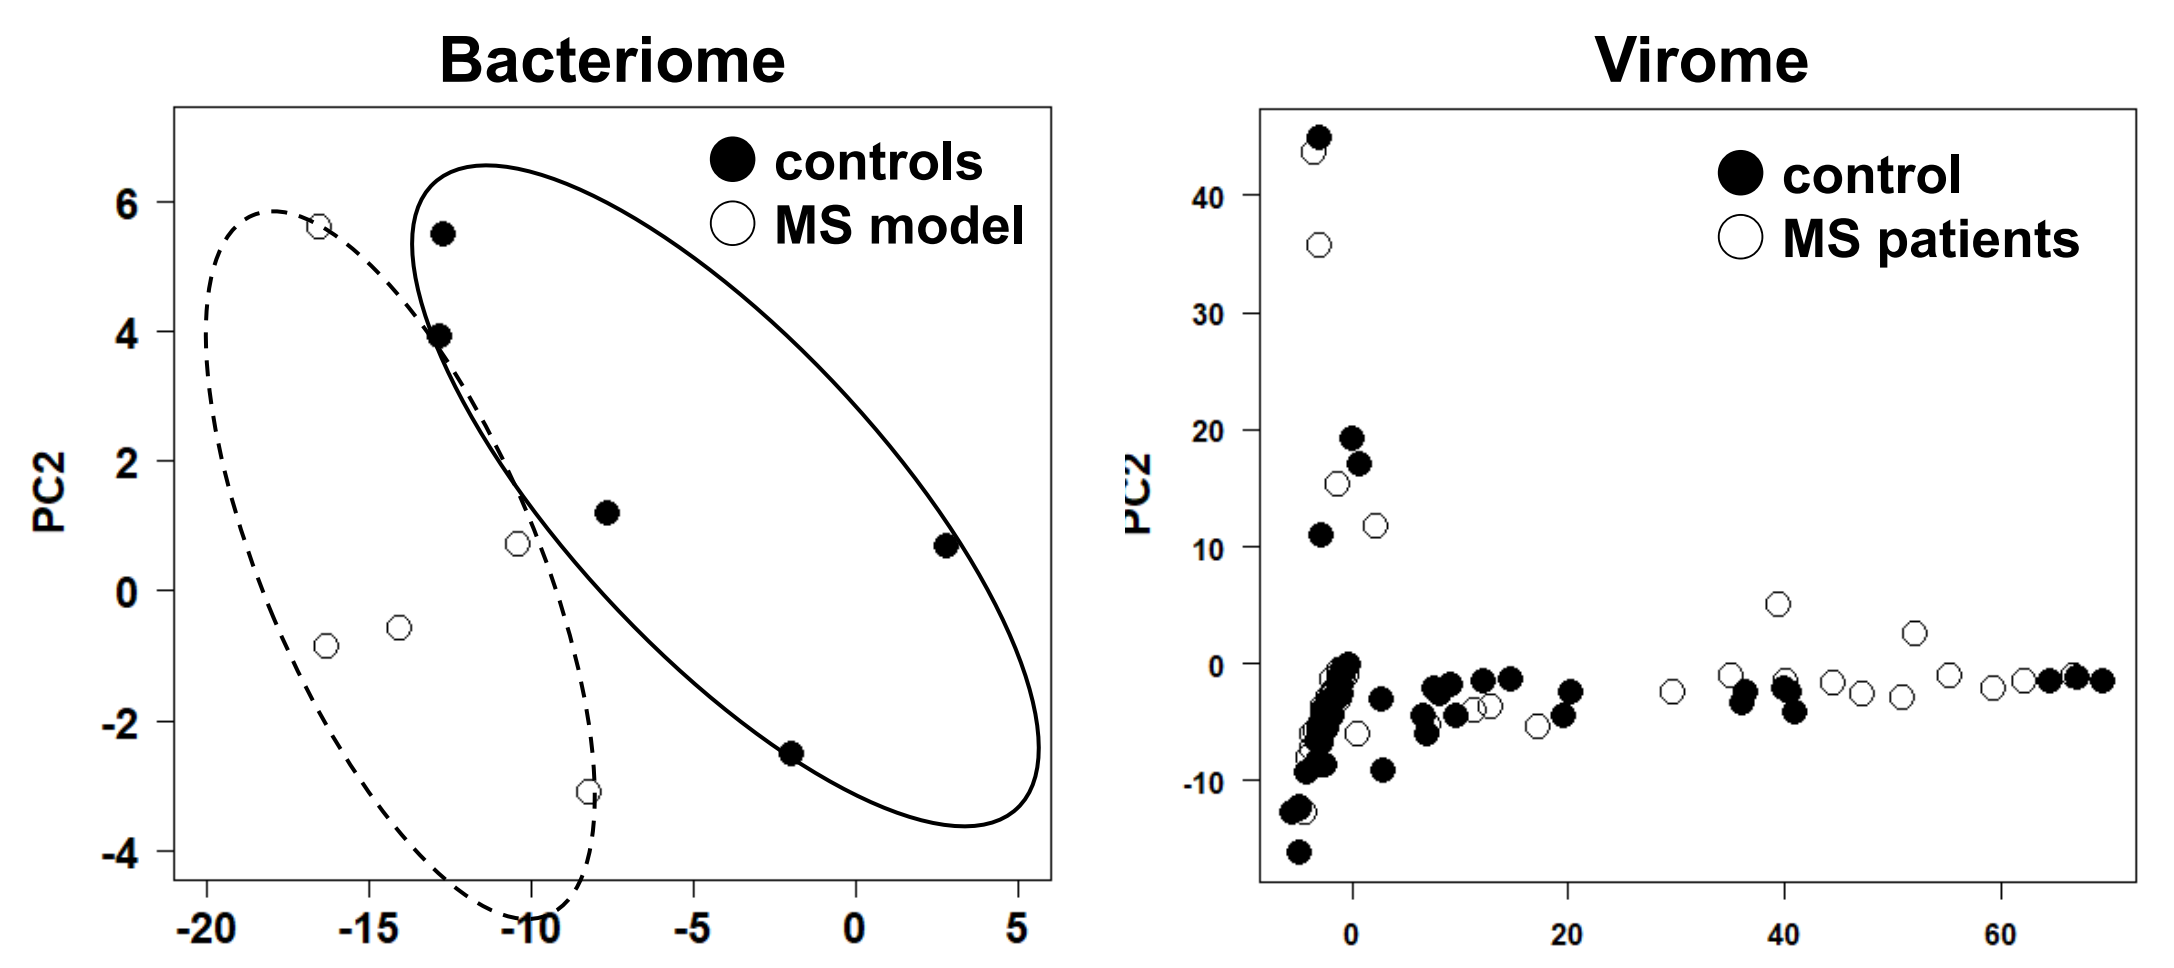 Bacteriome
controls
MS model
PC2
6
4
2
0
-2
-4
-20 -15 -10 -5 0 5
Virome
control
MS patients
PC2
40
30
20
10
0
-10
0 20 40 60